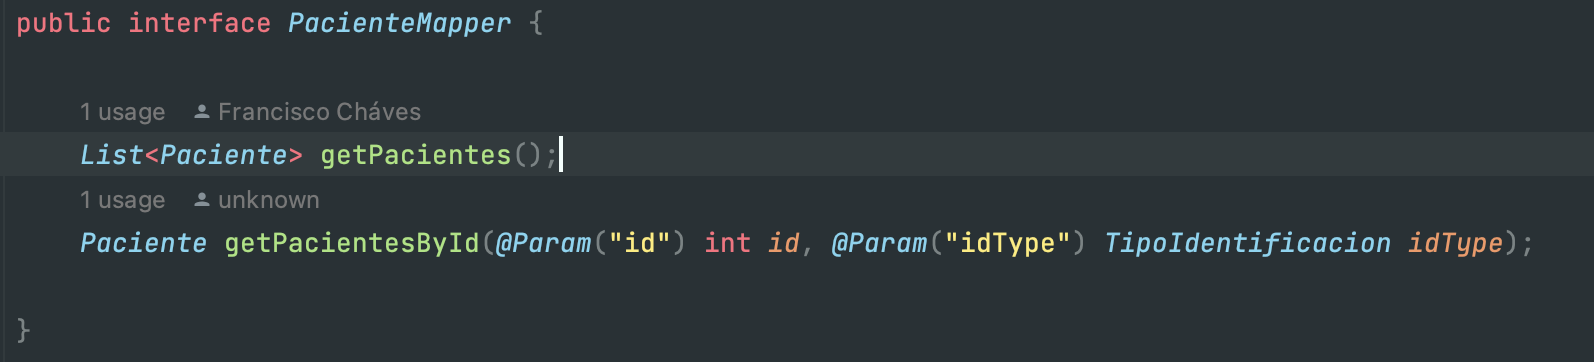 public interface PacienteMapper {
1 usage Francisco Cháves
List<Paciente> getPacientes();
1 usage unknown
Paciente getPacientesById(@Param("id") int id, @Param("idType") TipoIdentificacion idType);
}